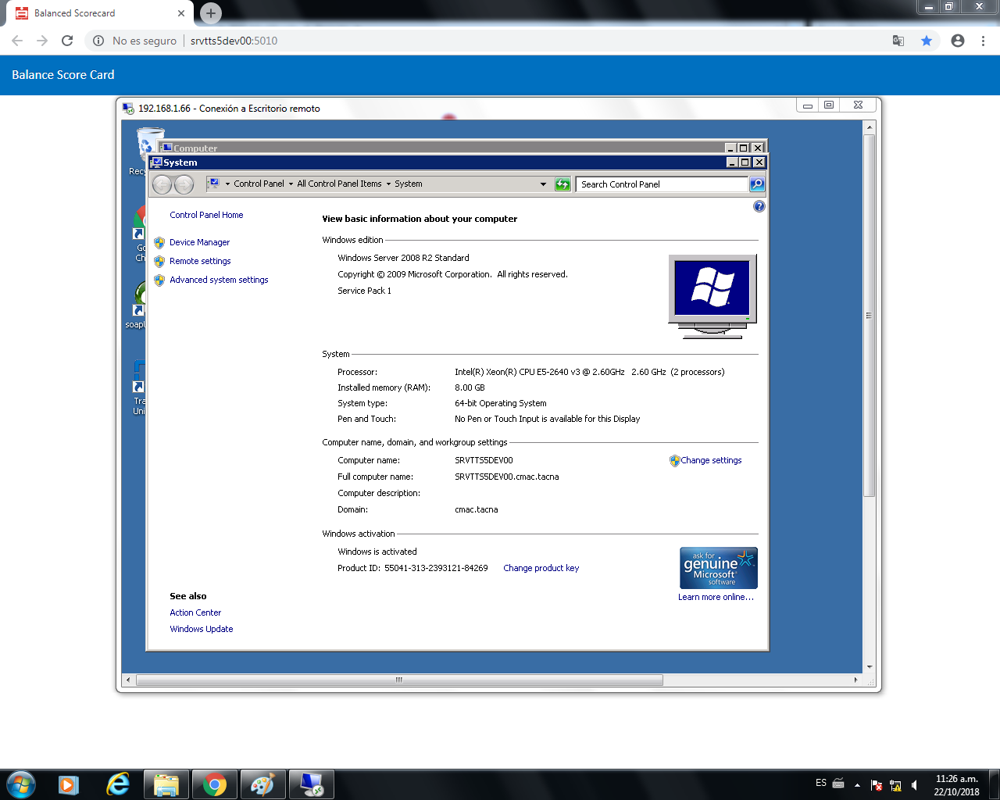 Balanced Scorecard
No es seguro
srvtts5dev00:5010
Balance Score Card
192.168.1.66 - Conexión a Escritorio remoto
Computer
System
Control Panel
All Control Panel Items
System
Search Control Panel
Control Panel Home
Device Manager
Remote settings
Advanced system settings
See also
Action Center
Windows Update
View basic information about your computer
Windows edition
Windows Server 2008 R2 Standard
Copyright © 2009 Microsoft Corporation. All rights reserved.
Service Pack 1
System
Processor: Intel(R) Xeon(R) CPU E5-2640 v3 @ 2.60GHz 2.60 GHz (2 processors)
Installed memory (RAM): 8.00 GB
System type: 64-bit Operating System
Pen and Touch: No Pen or Touch Input is available for this Display
Computer name, domain, and workgroup settings
Computer name: SRVTTS5DEV00
Change settings
Full computer name: SRVTTS5DEV00.cmac.tacna
Computer description:
Domain: cmac.tacna
Windows activation
Windows is activated
Product ID: 55041-313-2393121-84269 Change product key
ask for
genuine
Microsoft
software
Learn more online...
ES
11:26 a.m.
22/10/2018